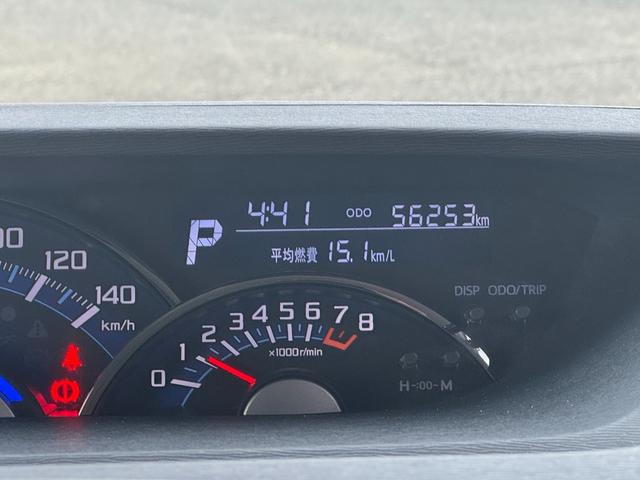 P 4:41 ODO 56253km
平均燃費 15.1km/L
120
140
km/h
DISP ODO/TRIP
0 1 2 3 4 5 6 7 8
×1000r/min
H-:00-M